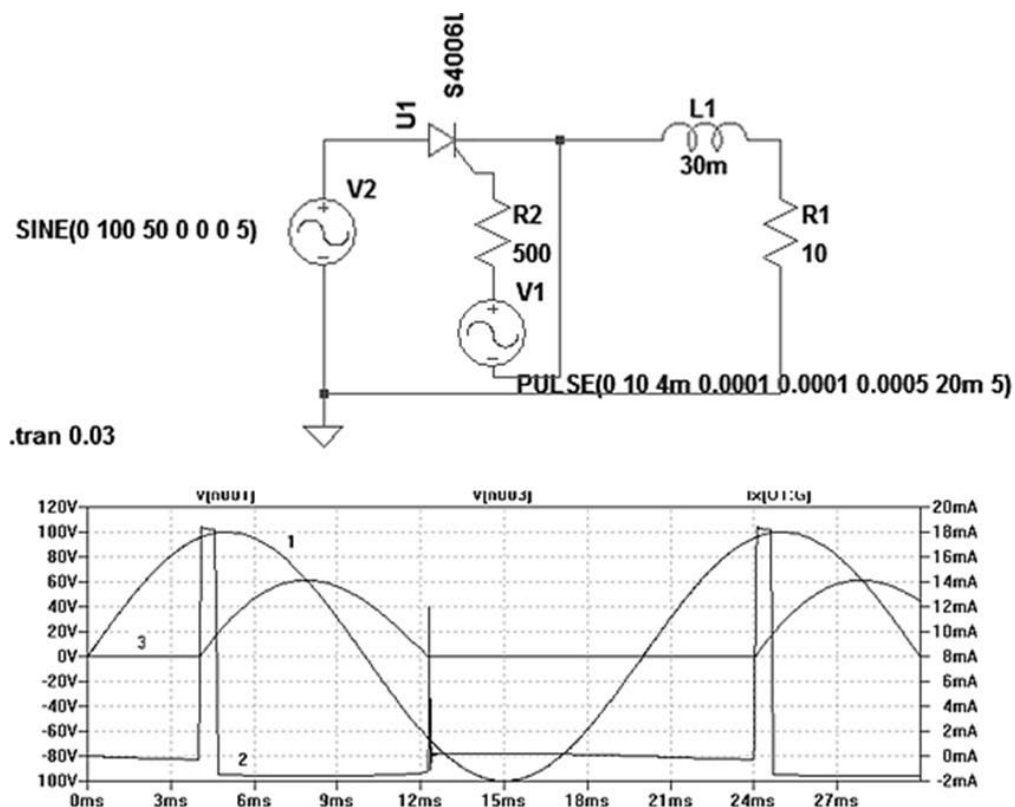 S4006L
U1
L1
30m
V2
SINE(0 100 50 0 0 0 5)
R2
500
R1
10
V1
PULSE(0 10 4m 0.0001 0.0001 0.0005 20m 5)
.tran 0.03
V[n001] V[n003] Ix[U1:G]
120V 20mA
100V 18mA
80V 16mA
60V 14mA
40V 12mA
20V 10mA
0V 8mA
-20V 6mA
-40V 4mA
-60V 2mA
-80V 0mA
100V -2mA
1
3
2
0ms 3ms 6ms 9ms 12ms 15ms 18ms 21ms 24ms 27ms